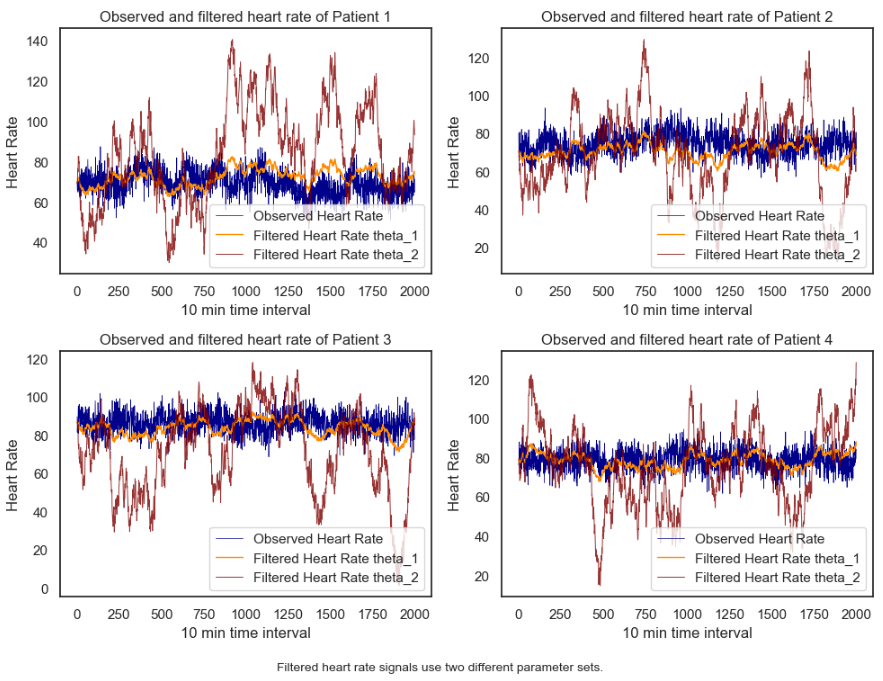 Observed and filtered heart rate of Patient 1
Heart Rate
140
120
100
80
60
40
Observed Heart Rate
Filtered Heart Rate theta_1
Filtered Heart Rate theta_2
0 250 500 750 1000 1250 1500 1750 2000
10 min time interval
Observed and filtered heart rate of Patient 2
Heart Rate
120
100
80
60
40
20
Observed Heart Rate
Filtered Heart Rate theta_1
Filtered Heart Rate theta_2
0 250 500 750 1000 1250 1500 1750 2000
10 min time interval
Observed and filtered heart rate of Patient 3
Heart Rate
120
100
80
60
40
20
0
Observed Heart Rate
Filtered Heart Rate theta_1
Filtered Heart Rate theta_2
0 250 500 750 1000 1250 1500 1750 2000
10 min time interval
Observed and filtered heart rate of Patient 4
Heart Rate
120
100
80
60
40
20
Observed Heart Rate
Filtered Heart Rate theta_1
Filtered Heart Rate theta_2
0 250 500 750 1000 1250 1500 1750 2000
10 min time interval
Filtered heart rate signals use two different parameter sets.